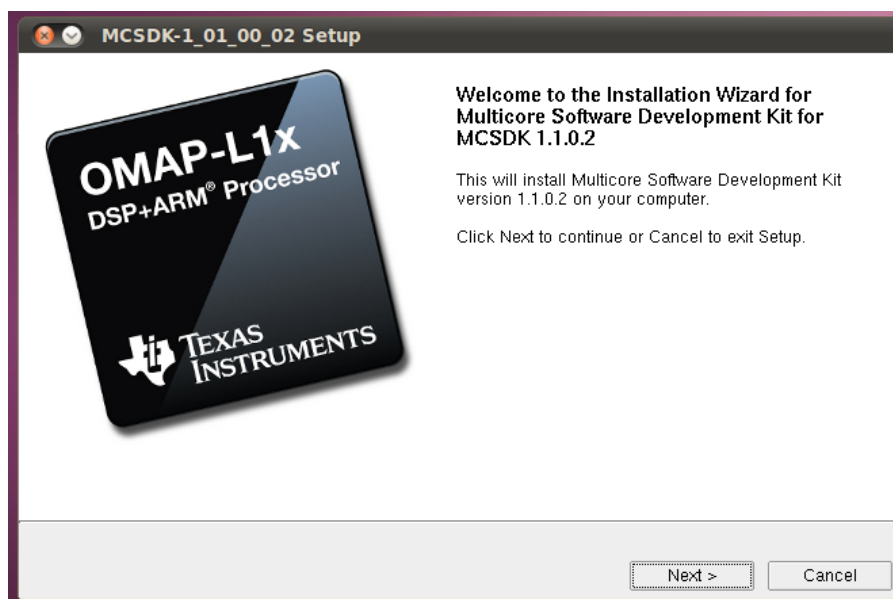 MCSDK-1_01_00_02 Setup
OMAP-L1x
DSP+ARM® Processor
TEXAS
INSTRUMENTS
Welcome to the Installation Wizard for
Multicore Software Development Kit for
MCSDK 1.1.0.2
This will install Multicore Software Development Kit
version 1.1.0.2 on your computer.
Click Next to continue or Cancel to exit Setup.
Next >
Cancel